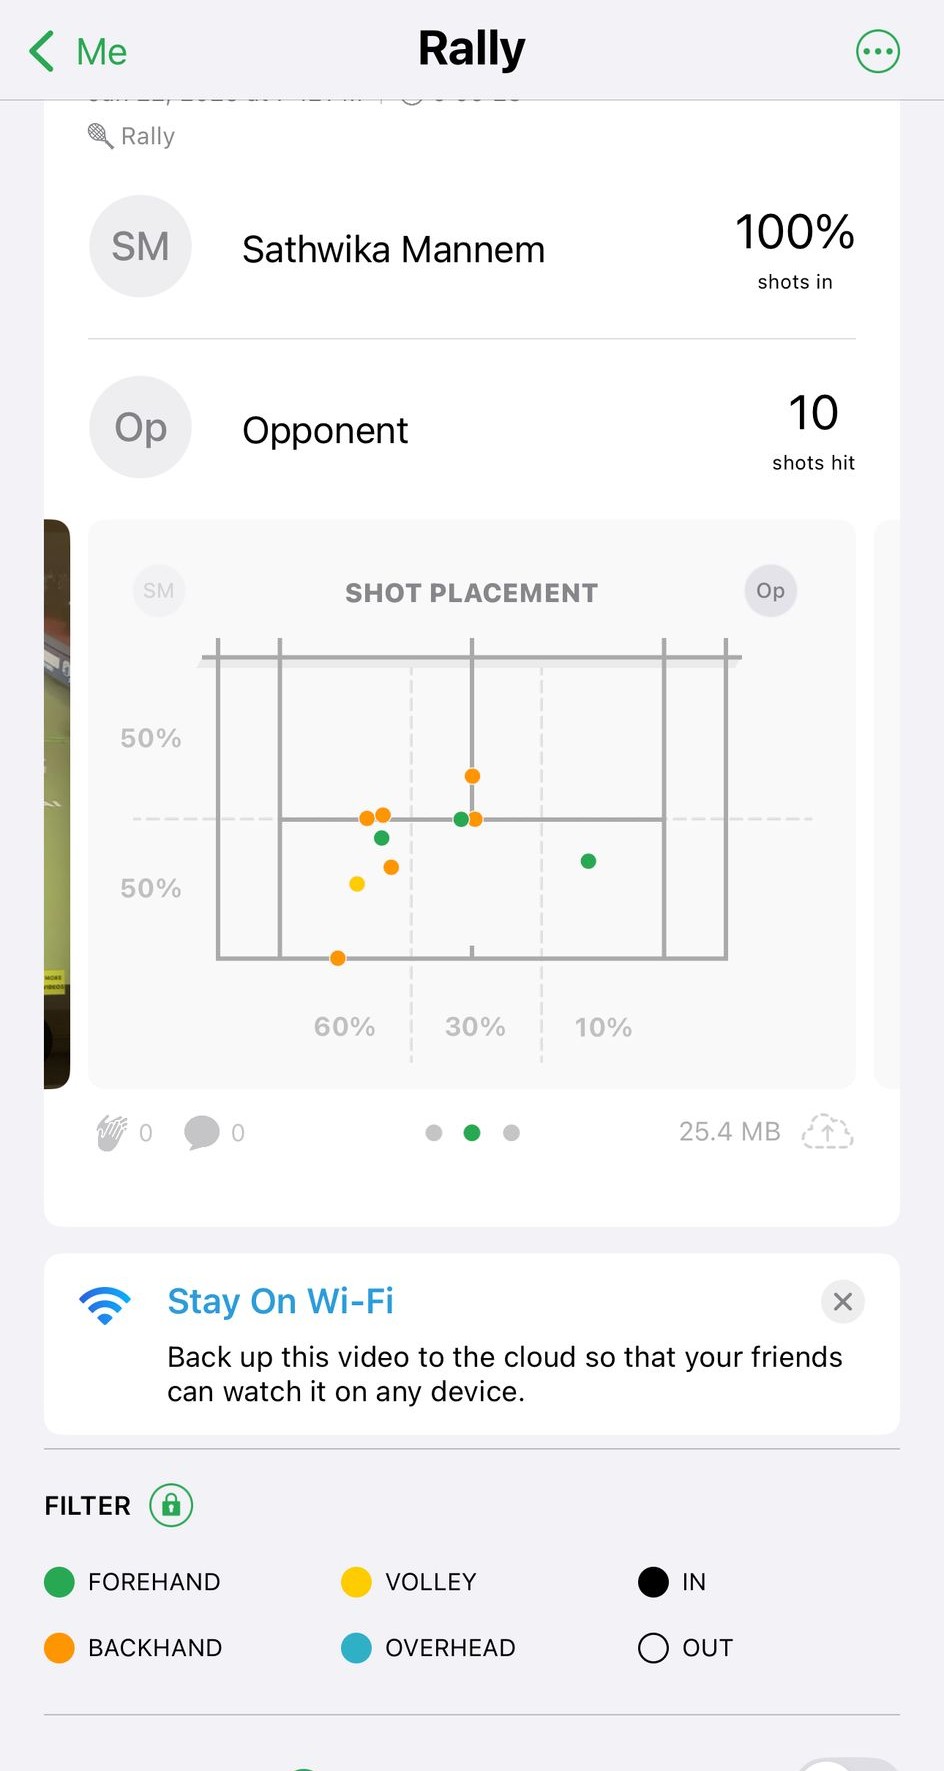 Me
Rally
Rally
SM
Sathwika Mannem
100%
shots in
Op
Opponent
10
shots hit
SM
SHOT PLACEMENT
Op
50%
50%
60%
30%
10%
MORE
VIDEOS
0
0
25.4 MB
Stay On Wi-Fi
Back up this video to the cloud so that your friends
can watch it on any device.
FILTER
FOREHAND
VOLLEY
IN
BACKHAND
OVERHEAD
OUT